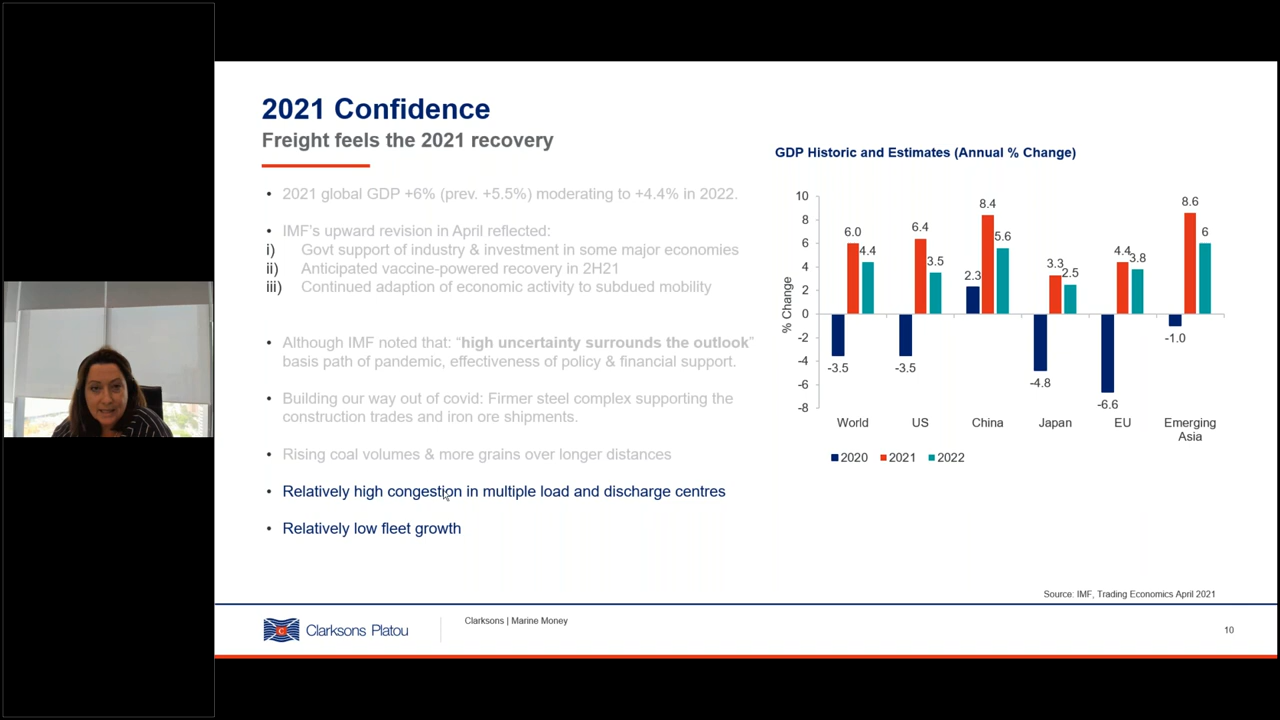 2021 Confidence
Freight feels the 2021 recovery
• 2021 global GDP +6% (prev. +5.5%) moderating to +4.4% in 2022.
• IMF's upward revision in April reflected:
i) Govt support of industry & investment in some major economies
ii) Anticipated vaccine-powered recovery in 2H21
iii) Continued adaption of economic activity to subdued mobility
• Although IMF noted that: “high uncertainty surrounds the outlook”
basis path of pandemic, effectiveness of policy & financial support.
• Building our way out of covid: Firmer steel complex supporting the
construction trades and iron ore shipments.
• Rising coal volumes & more grains over longer distances
• Relatively high congestion in multiple load and discharge centres
• Relatively low fleet growth
GDP Historic and Estimates (Annual % Change)
% Change
10
8
6
4
2
0
-2
-4
-6
-8
-3.5 6.0 4.4
-3.5 6.4 3.5
2.3 8.4 5.6
-4.8 3.3 2.5
-6.6 4.4 3.8
-1.0 8.6 6
World US China Japan EU Emerging
Asia
2020 2021 2022
Source: IMF, Trading Economics April 2021
Clarksons Platou
Clarksons | Marine Money
10